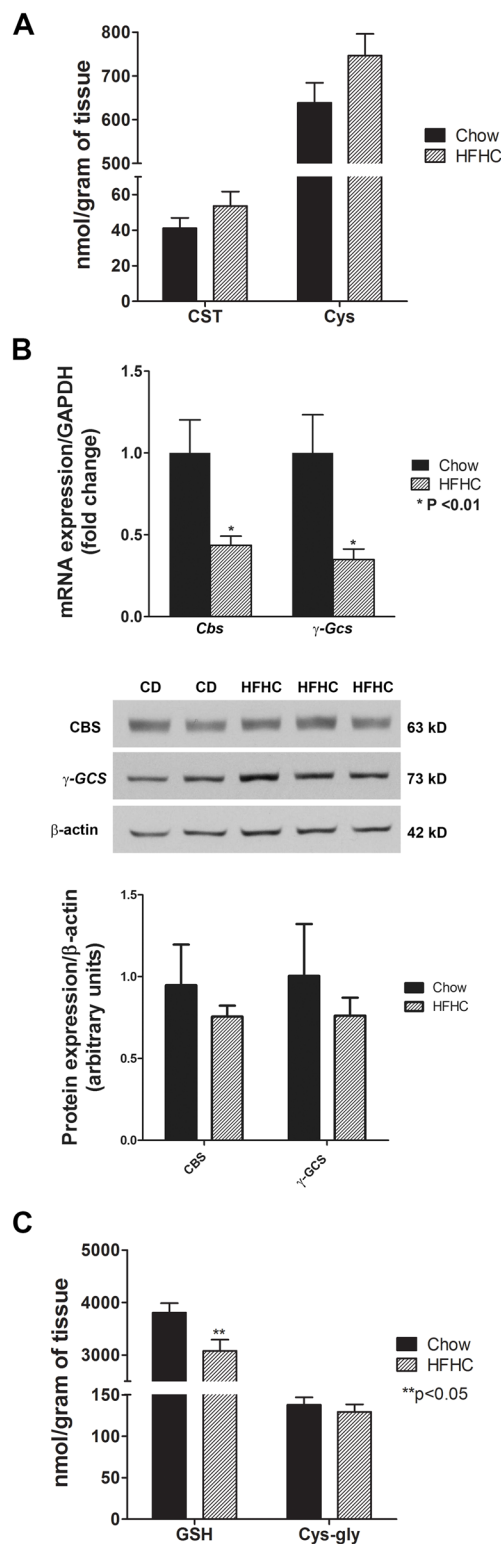 A
nmol/gram of tissue
800
700
600
500
60
40
20
0
CST
Cys
Chow
HFHC
B
mRNA expression/GAPDH
(fold change)
1.5
1.0
0.5
0.0
*
*
Cbs
γ-Gcs
Chow
HFHC
* P <0.01
CD CD HFHC HFHC HFHC
CBS 63 kD
γ-GCS 73 kD
β-actin 42 kD
Protein expression/β-actin
(arbitrary units)
1.5
1.0
0.5
0.0
CBS
γ-GCS
Chow
HFHC
C
nmol/gram of tissue
5000
4000
3000
150
100
50
0
**
GSH
Cys-gly
Chow
HFHC
**p<0.05